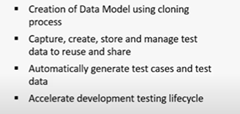 ▪ Creation of Data Model using cloning
process
▪ Capture, create, store and manage test
data to reuse and share
▪ Automatically generate test cases and test
data
▪ Accelerate development testing lifecycle